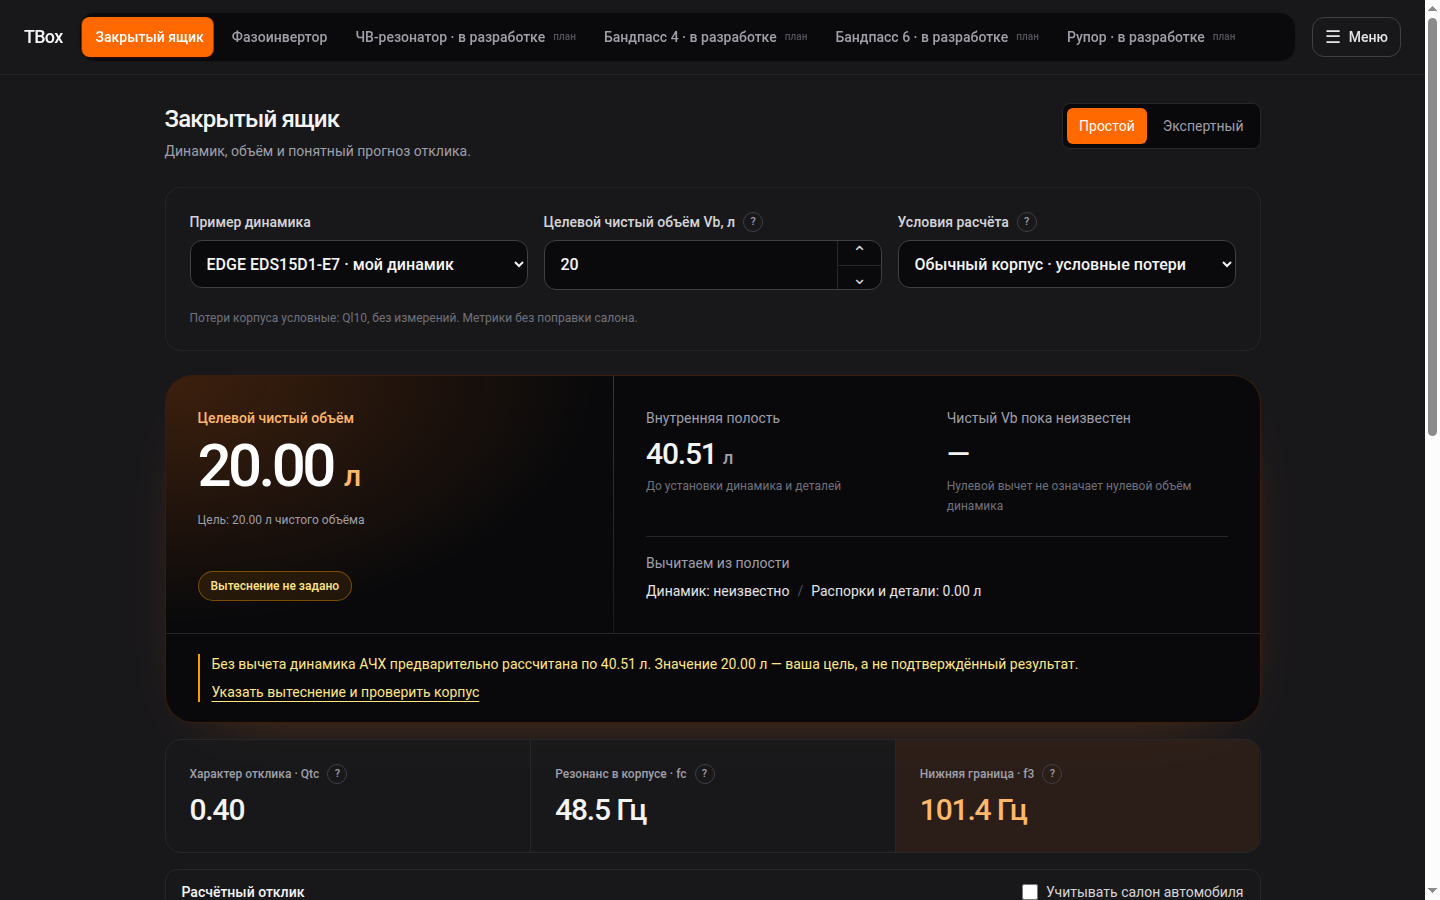 TBox
Закрытый ящик
Фазоинвертор
ЧВ-резонатор · в разработке план
Бандпасс 4 · в разработке план
Бандпасс 6 · в разработке план
Рупор · в разработке план
☰ Меню
Закрытый ящик
Динамик, объём и понятный прогноз отклика.
Простой
Экспертный
Пример динамика
Целевой чистый объём Vb, л ?
Условия расчёта ?
EDGE EDS15D1-E7 · мой динамик
20
Обычный корпус · условные потери
Потери корпуса условные: Ql10, без измерений. Метрики без поправки салона.
Целевой чистый объём
20.00 л
Цель: 20.00 л чистого объёма
Вытеснение не задано
Внутренняя полость
40.51 л
До установки динамика и деталей
Чистый Vb пока неизвестен
—
Нулевой вычет не означает нулевой объём
динамика
Вычитаем из полости
Динамик: неизвестно / Распорки и детали: 0.00 л
Без вычета динамика АЧХ предварительно рассчитана по 40.51 л. Значение 20.00 л — ваша цель, а не подтверждённый результат.
Указать вытеснение и проверить корпус
Характер отклика · Qtc ?
0.40
Резонанс в корпусе · fc ?
48.5 Гц
Нижняя граница · f3 ?
101.4 Гц
Расчётный отклик
Учитывать салон автомобиля